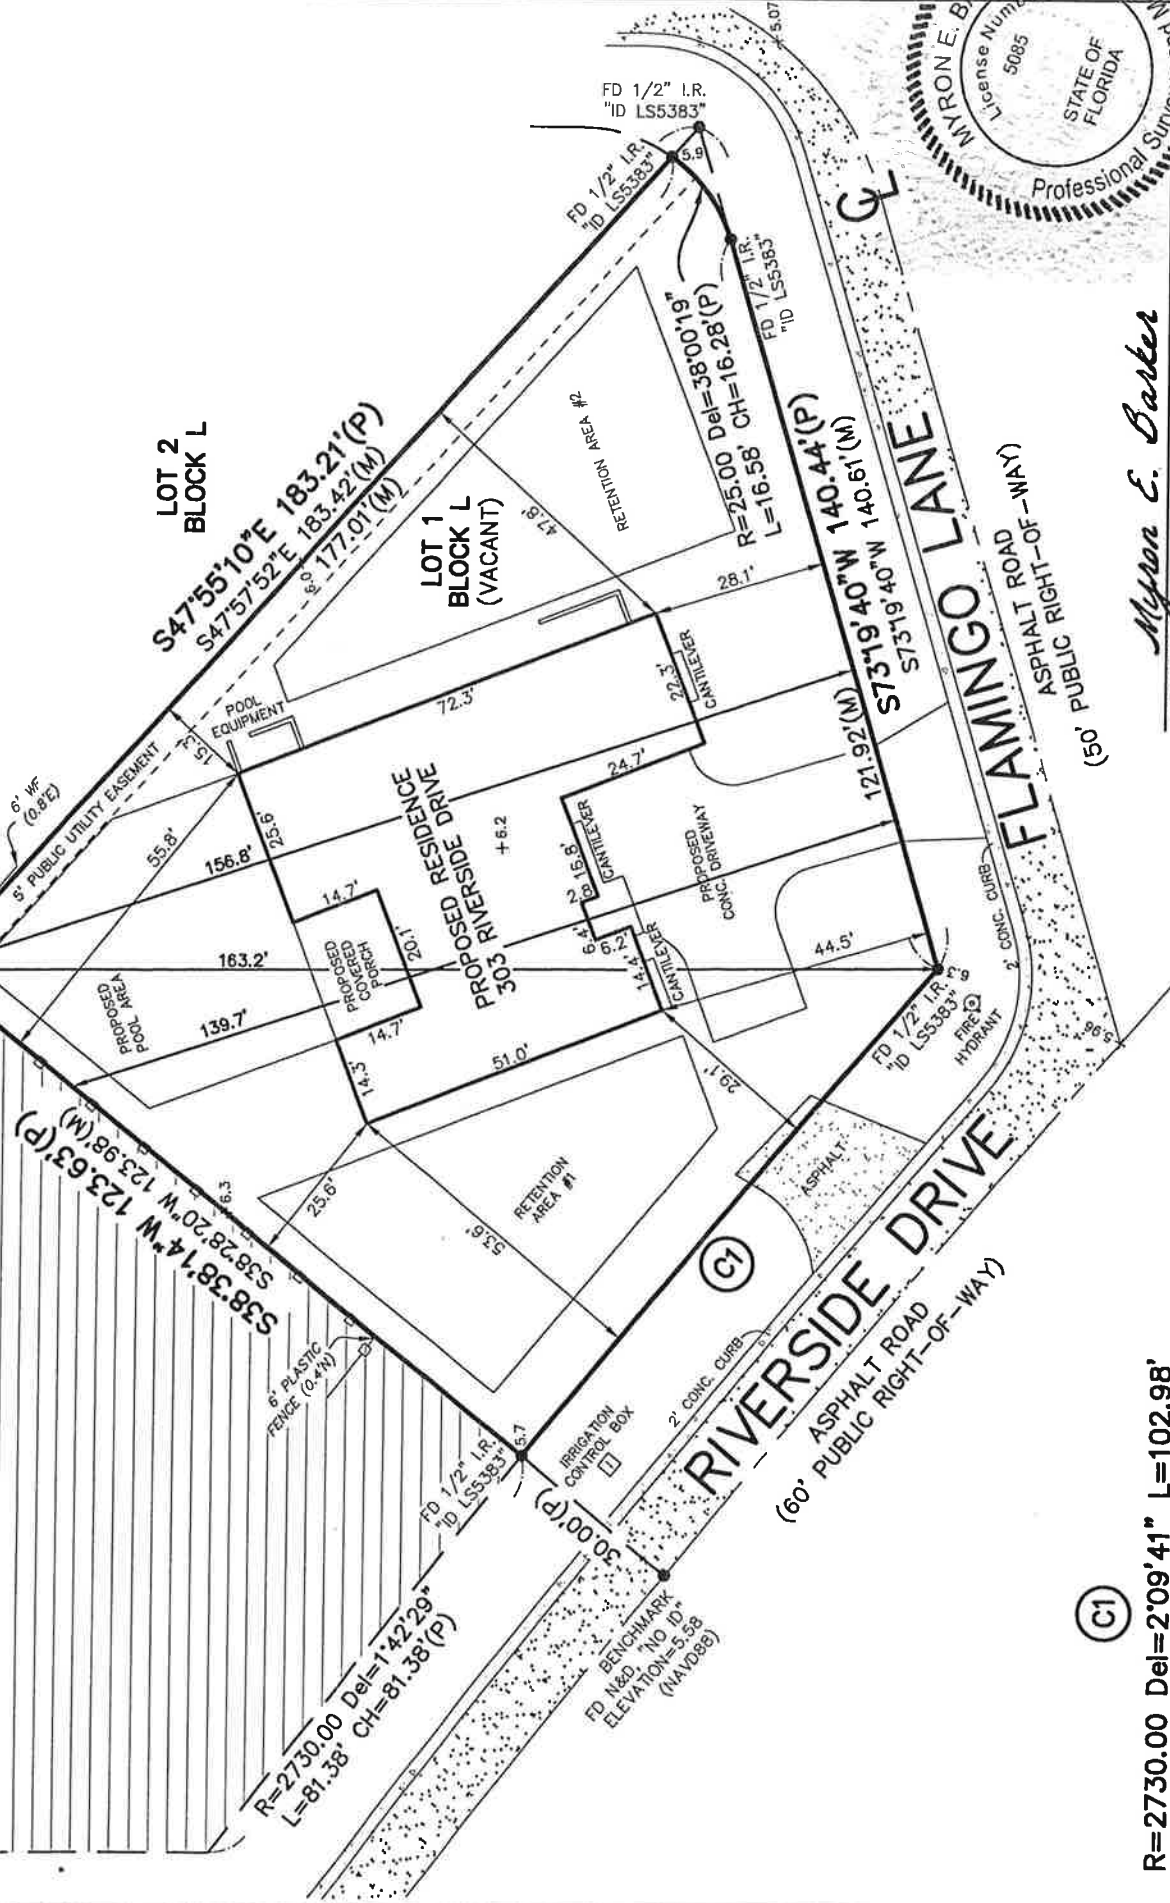 LOT 2
BLOCK L
S47°55'10"E 183.21'(P)
S47°57'52"E 183.42'(M)
177.01'(M)
6.0
FD 1/2" I.R.
"ID LS5383"
FD 1/2" I.R.
"ID LS5383"
5.9
5.07
MYRON E. B
License Num
5085
STATE OF
FLORIDA
Professional
6' WF
(0.8'E)
5' PUBLIC UTILITY EASEMENT
15.3'
POOL
EQUIPMENT
LOT 1
BLOCK L
(VACANT)
47.8'
RETENTION AREA #2
R=25.00 Del=38°00'19"
L=16.58' CH=16.28'(P)
FD 1/2" I.R.
"ID LS5383"
55.8'
156.8'
25.6'
72.3'
28.1'
14.7'
20.1'
14.7'
14.3'
163.2'
139.7'
PROPOSED
POOL AREA
PROPOSED
COVERED
PORCH
PROPOSED RESIDENCE
303 RIVERSIDE DRIVE
+6.2
22.3'
CANTILEVER
24.7'
CANTILEVER
15.8'
2.8'
6.4'
6.2'
14.4'
CANTILEVER
PROPOSED
CONC. DRIVEWAY
44.5'
51.0'
29.1'
S73°19'40"W 140.44'(P)
S73°19'40"W 140.61'(M)
121.92'(M)
FLAMINGO LANE
CL
ASPHALT ROAD
(50' PUBLIC RIGHT-OF-WAY)
2' CONC. CURB
FD 1/2" I.R.
"ID LS5383"
6.3
FIRE
HYDRANT
5.96
S38°38'14"W 123.63'(P)
S38°28'20"W 123.98'(M)
6.3
25.6'
53.6'
RETENTION
AREA #1
6' PLASTIC
FENCE (0.4'N)
ASPHALT
C1
FD 1/2" I.R.
"ID LS5383"
5.7
IRRIGATION
CONTROL BOX
I
2' CONC. CURB
30.00'(P)
RIVERSIDE DRIVE
ASPHALT ROAD
(60' PUBLIC RIGHT-OF-WAY)
BENCHMARK
FD N&D, "NO ID"
ELEVATION=5.58
(NAVD88)
R=2730.00 Del=1°42'29"
L=81.38' CH=81.38'(P)
Myron E. Barker
C1
R=2730.00 Del=2°09'41" L=102.98'